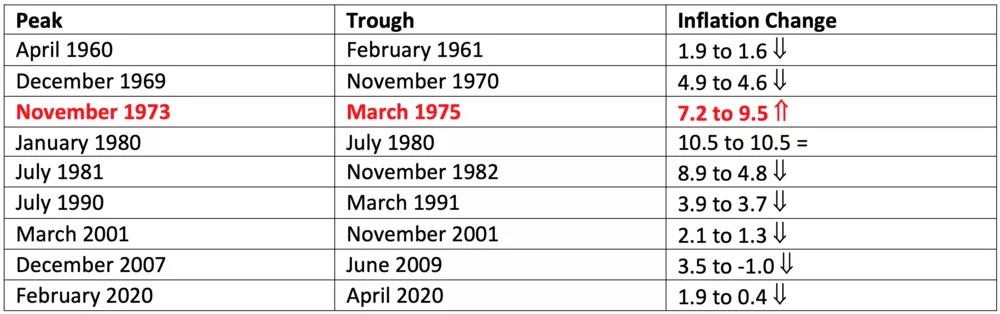 Peak Trough Inflation Change
April 1960 February 1961 1.9 to 1.6 ⇓
December 1969 November 1970 4.9 to 4.6 ⇓
November 1973 March 1975 7.2 to 9.5 ⇑
January 1980 July 1980 10.5 to 10.5 =
July 1981 November 1982 8.9 to 4.8 ⇓
July 1990 March 1991 3.9 to 3.7 ⇓
March 2001 November 2001 2.1 to 1.3 ⇓
December 2007 June 2009 3.5 to -1.0 ⇓
February 2020 April 2020 1.9 to 0.4 ⇓